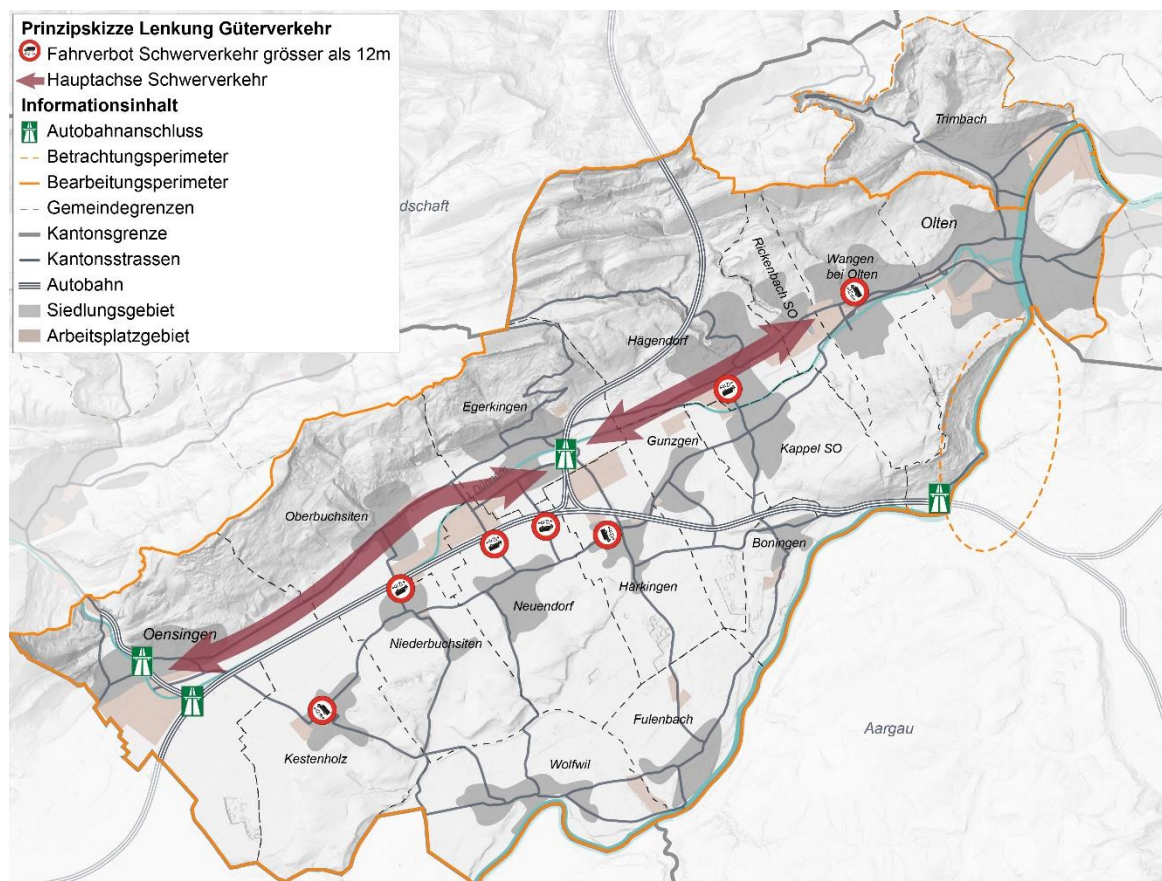 Prinzipskizze Lenkung Güterverkehr
Fahrverbot Schwerverkehr grösser als 12m
Hauptachse Schwerverkehr
Informationsinhalt
Autobahnanschluss
Betrachtungsperimeter
Bearbeitungsperimeter
Gemeindegrenzen
Kantonsgrenze
Kantonsstrassen
Autobahn
Siedlungsgebiet
Arbeitsplatzgebiet
Trimbach
dschaft
Olten
Rickenbach SO
Wangen
bei Olten
Hägendorf
Egerkingen
Gunzgen
Kappel SO
Oberbuchsiten
Boningen
Härkingen
Neuendorf
Oensingen
Niederbuchsiten
Fulenbach
Aargau
Kestenholz
Wolfwil